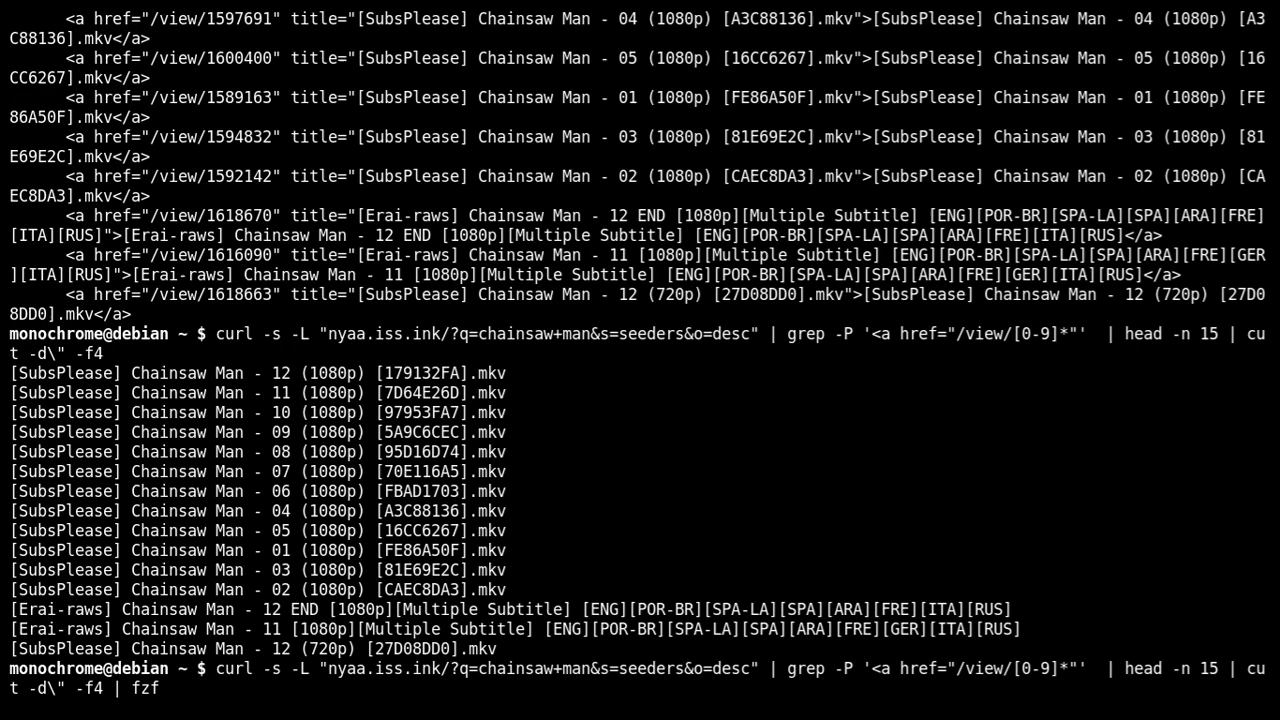 <a href="/view/1597691" title="[SubsPlease] Chainsaw Man - 04 (1080p) [A3C88136].mkv">[SubsPlease] Chainsaw Man - 04 (1080p) [A3
C88136].mkv</a>
      <a href="/view/1600400" title="[SubsPlease] Chainsaw Man - 05 (1080p) [16CC6267].mkv">[SubsPlease] Chainsaw Man - 05 (1080p) [16
CC6267].mkv</a>
      <a href="/view/1589163" title="[SubsPlease] Chainsaw Man - 01 (1080p) [FE86A50F].mkv">[SubsPlease] Chainsaw Man - 01 (1080p) [FE
86A50F].mkv</a>
      <a href="/view/1594832" title="[SubsPlease] Chainsaw Man - 03 (1080p) [81E69E2C].mkv">[SubsPlease] Chainsaw Man - 03 (1080p) [81
E69E2C].mkv</a>
      <a href="/view/1592142" title="[SubsPlease] Chainsaw Man - 02 (1080p) [CAEC8DA3].mkv">[SubsPlease] Chainsaw Man - 02 (1080p) [CA
EC8DA3].mkv</a>
      <a href="/view/1618670" title="[Erai-raws] Chainsaw Man - 12 END [1080p][Multiple Subtitle] [ENG][POR-BR][SPA-LA][SPA][ARA][FRE]
[ITA][RUS]">[Erai-raws] Chainsaw Man - 12 END [1080p][Multiple Subtitle] [ENG][POR-BR][SPA-LA][SPA][ARA][FRE][ITA][RUS]</a>
      <a href="/view/1616090" title="[Erai-raws] Chainsaw Man - 11 [1080p][Multiple Subtitle] [ENG][POR-BR][SPA-LA][SPA][ARA][FRE][GER
][ITA][RUS]">[Erai-raws] Chainsaw Man - 11 [1080p][Multiple Subtitle] [ENG][POR-BR][SPA-LA][SPA][ARA][FRE][GER][ITA][RUS]</a>
      <a href="/view/1618663" title="[SubsPlease] Chainsaw Man - 12 (720p) [27D08DD0].mkv">[SubsPlease] Chainsaw Man - 12 (720p) [27D0
8DD0].mkv</a>
monochrome@debian ~ $ curl -s -L "nyaa.iss.ink/?q=chainsaw+man&s=seeders&o=desc" | grep -P '<a href="/view/[0-9]*"'  | head -n 15 | cu
t -d\" -f4
[SubsPlease] Chainsaw Man - 12 (1080p) [179132FA].mkv
[SubsPlease] Chainsaw Man - 11 (1080p) [7D64E26D].mkv
[SubsPlease] Chainsaw Man - 10 (1080p) [97953FA7].mkv
[SubsPlease] Chainsaw Man - 09 (1080p) [5A9C6CEC].mkv
[SubsPlease] Chainsaw Man - 08 (1080p) [95D16D74].mkv
[SubsPlease] Chainsaw Man - 07 (1080p) [70E116A5].mkv
[SubsPlease] Chainsaw Man - 06 (1080p) [FBAD1703].mkv
[SubsPlease] Chainsaw Man - 04 (1080p) [A3C88136].mkv
[SubsPlease] Chainsaw Man - 05 (1080p) [16CC6267].mkv
[SubsPlease] Chainsaw Man - 01 (1080p) [FE86A50F].mkv
[SubsPlease] Chainsaw Man - 03 (1080p) [81E69E2C].mkv
[SubsPlease] Chainsaw Man - 02 (1080p) [CAEC8DA3].mkv
[Erai-raws] Chainsaw Man - 12 END [1080p][Multiple Subtitle] [ENG][POR-BR][SPA-LA][SPA][ARA][FRE][ITA][RUS]
[Erai-raws] Chainsaw Man - 11 [1080p][Multiple Subtitle] [ENG][POR-BR][SPA-LA][SPA][ARA][FRE][GER][ITA][RUS]
[SubsPlease] Chainsaw Man - 12 (720p) [27D08DD0].mkv
monochrome@debian ~ $ curl -s -L "nyaa.iss.ink/?q=chainsaw+man&s=seeders&o=desc" | grep -P '<a href="/view/[0-9]*"'  | head -n 15 | cu
t -d\" -f4 | fzf